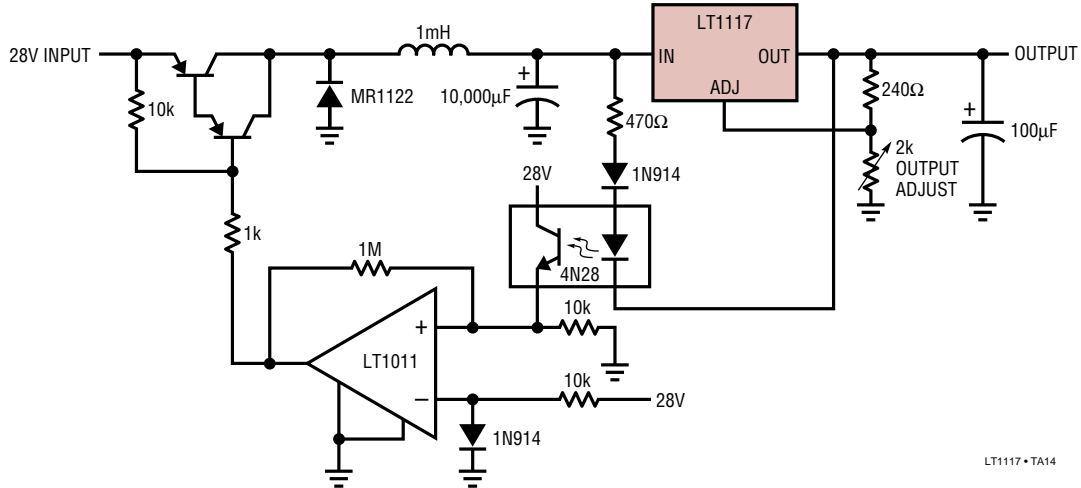 1mH
LT1117
28V INPUT
IN
OUT
OUTPUT
ADJ
10k
MR1122
+
10,000µF
470Ω
240Ω
+
100µF
2k
OUTPUT
ADJUST
28V
1N914
1k
4N28
1M
+
10k
LT1011
–
10k
28V
1N914
LT1117 • TA14